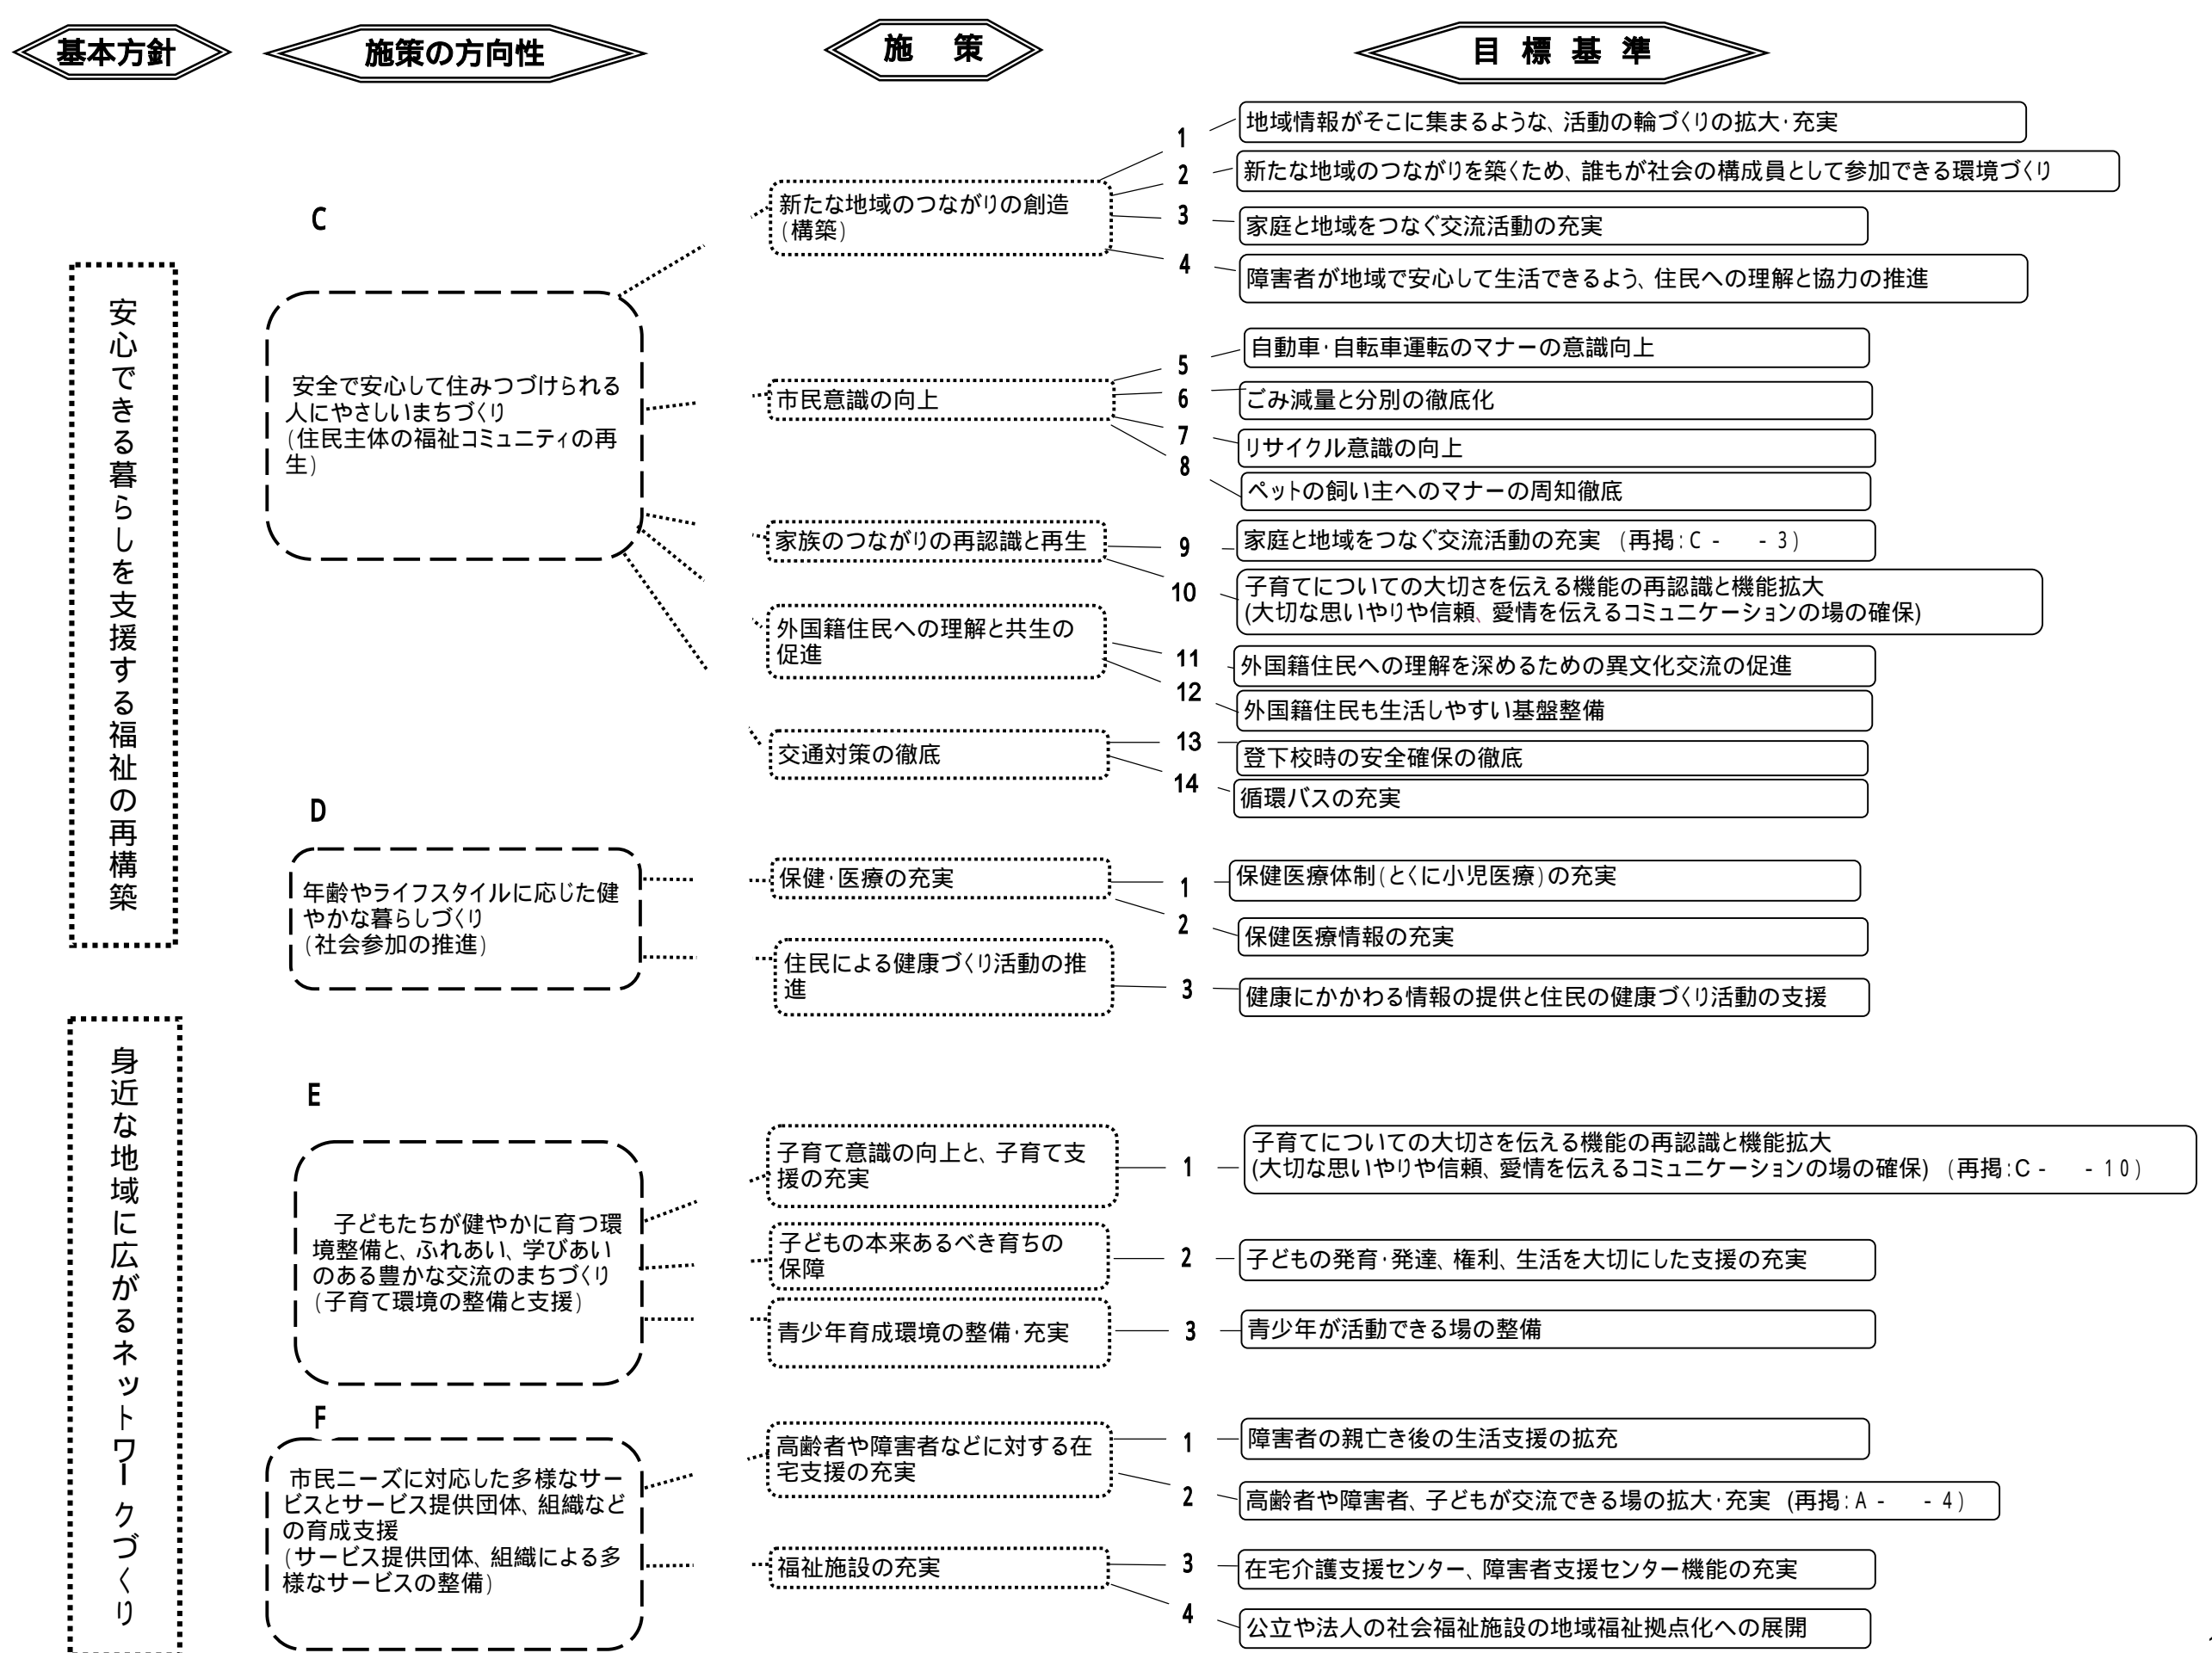 基本方針
施策の方向性
施　策
目 標 基 準
安心できる暮らしを支援する福祉の再構築
C
安全で安心して住みつづけられる
人にやさしいまちづくり
(住民主体の福祉コミュニティの再
生)
新たな地域のつながりの創造
(構築)
1
地域情報がそこに集まるような、活動の輪づくりの拡大・充実
2
新たな地域のつながりを築くため、誰もが社会の構成員として参加できる環境づくり
3
家庭と地域をつなぐ交流活動の充実
4
障害者が地域で安心して生活できるよう、住民への理解と協力の推進
市民意識の向上
5
自動車・自転車運転のマナーの意識向上
6
ごみ減量と分別の徹底化
7
リサイクル意識の向上
8
ペットの飼い主へのマナーの周知徹底
家族のつながりの再認識と再生
9
家庭と地域をつなぐ交流活動の充実 (再掲:C - - 3)
10
子育てについての大切さを伝える機能の再認識と機能拡大
(大切な思いやりや信頼、愛情を伝えるコミュニケーションの場の確保)
外国籍住民への理解と共生の
促進
11
外国籍住民への理解を深めるための異文化交流の促進
12
外国籍住民も生活しやすい基盤整備
交通対策の徹底
13
登下校時の安全確保の徹底
14
循環バスの充実
D
年齢やライフスタイルに応じた健
やかな暮らしづくり
(社会参加の推進)
保健・医療の充実
1
保健医療体制(とくに小児医療)の充実
2
保健医療情報の充実
住民による健康づくり活動の推
進
3
健康にかかわる情報の提供と住民の健康づくり活動の支援
身近な地域に広がるネットワークづくり
E
子どもたちが健やかに育つ環
境整備と、ふれあい、学びあい
のある豊かな交流のまちづくり
(子育て環境の整備と支援)
子育て意識の向上と、子育て支
援の充実
1
子育てについての大切さを伝える機能の再認識と機能拡大
(大切な思いやりや信頼、愛情を伝えるコミュニケーションの場の確保) (再掲:C - - 10)
子どもの本来あるべき育ちの
保障
2
子どもの発育・発達、権利、生活を大切にした支援の充実
青少年育成環境の整備・充実
3
青少年が活動できる場の整備
F
市民ニーズに対応した多様なサー
ビスとサービス提供団体、組織など
の育成支援
(サービス提供団体、組織による多
様なサービスの整備)
高齢者や障害者などに対する在
宅支援の充実
1
障害者の親亡き後の生活支援の拡充
2
高齢者や障害者、子どもが交流できる場の拡大・充実 (再掲:A - - 4)
福祉施設の充実
3
在宅介護支援センター、障害者支援センター機能の充実
4
公立や法人の社会福祉施設の地域福祉拠点化への展開